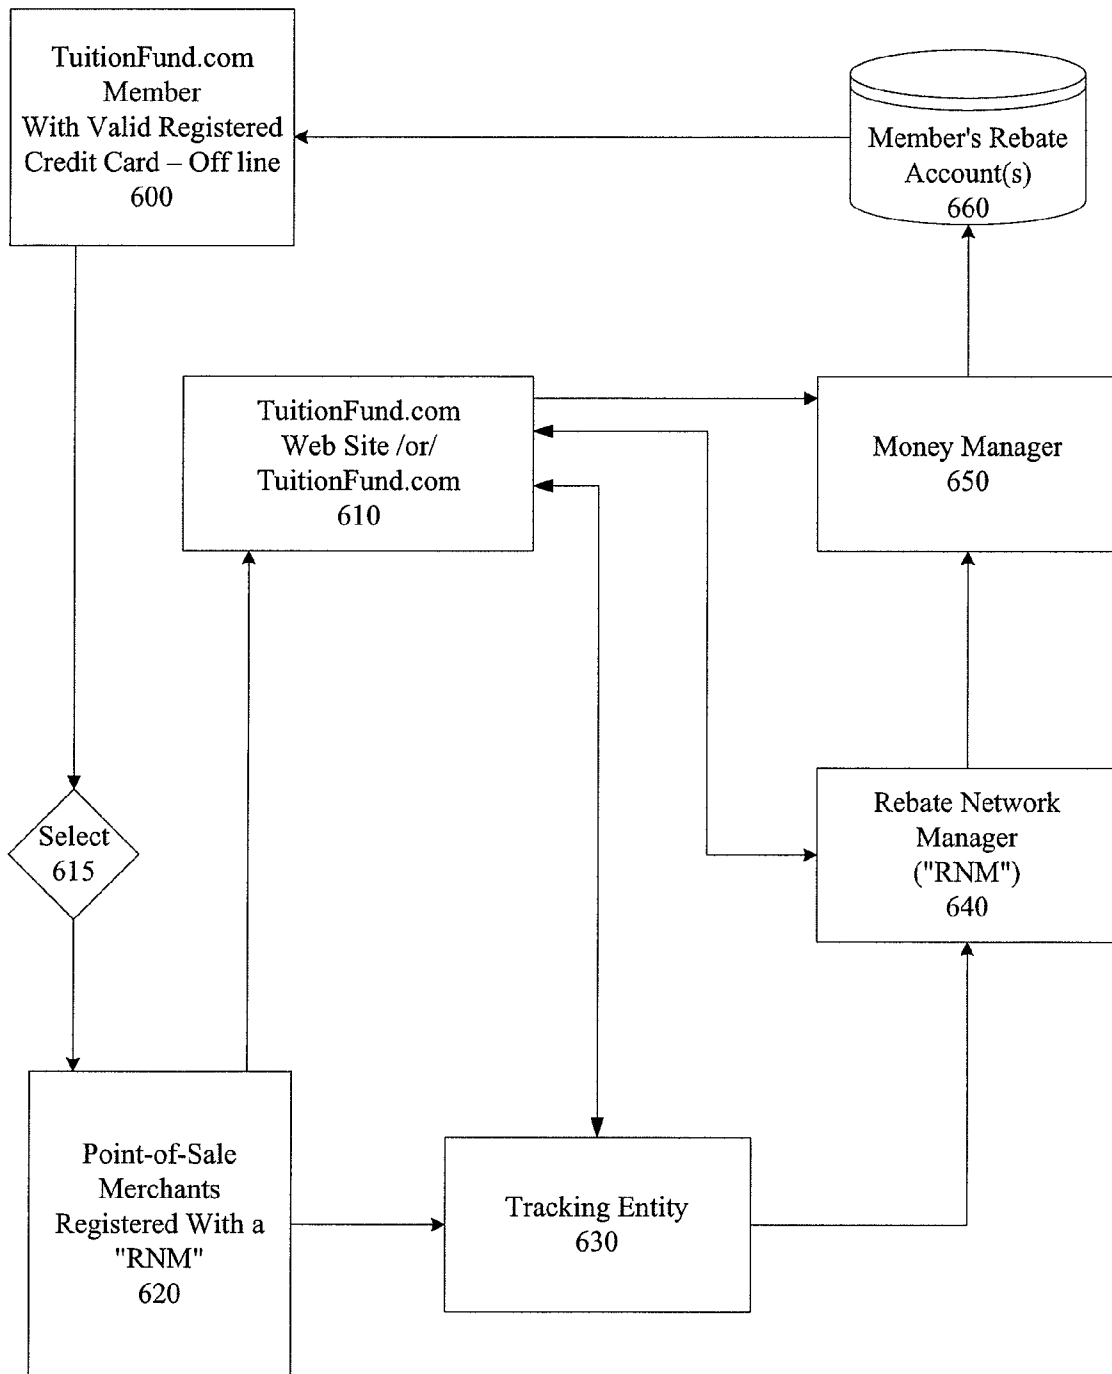 TuitionFund.com
Member
With Valid Registered
Credit Card – Off line
600
Member's Rebate
Account(s)
660
TuitionFund.com
Web Site /or/
TuitionFund.com
610
Money Manager
650
Select
615
Rebate Network
Manager
("RNM")
640
Point-of-Sale
Merchants
Registered With a
"RNM"
620
Tracking Entity
630